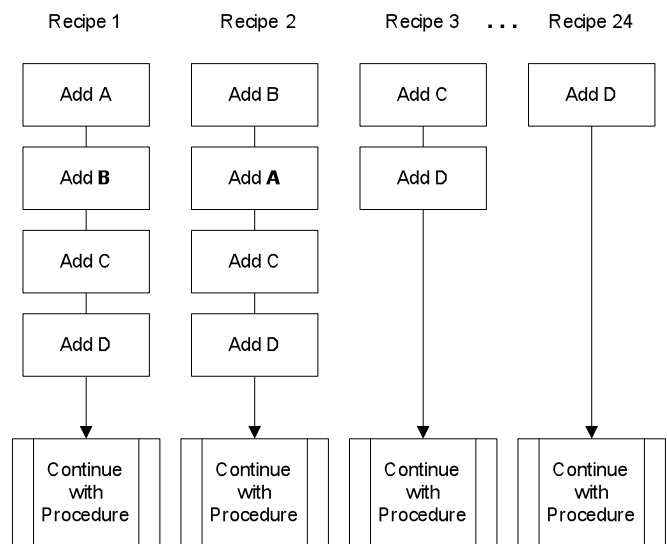 Recipe 1 Recipe 2 Recipe 3 ... Recipe 24
Add A Add B Add C Add D
Add B Add A Add D
Add C Add C
Add D Add D
Continue Continue Continue Continue
with with with with
Procedure Procedure Procedure Procedure